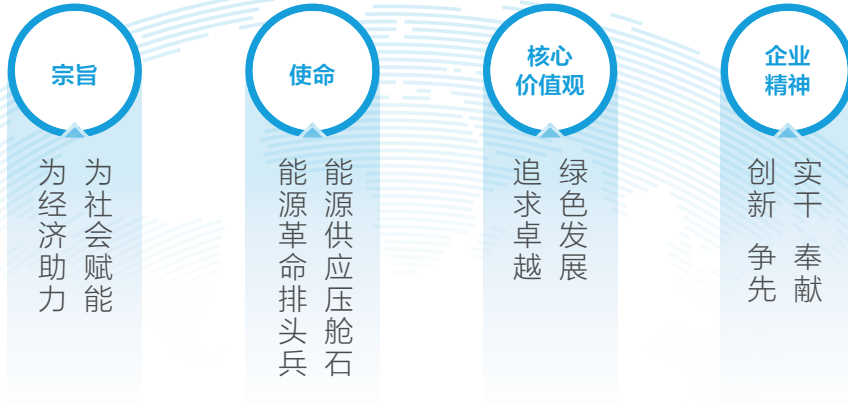 宗旨
为社会赋能
为经济助力
使命
能源供应压舱石
能源革命排头兵
核心
价值观
绿色发展
追求卓越
企业
精神
实干 奉献
创新 争先